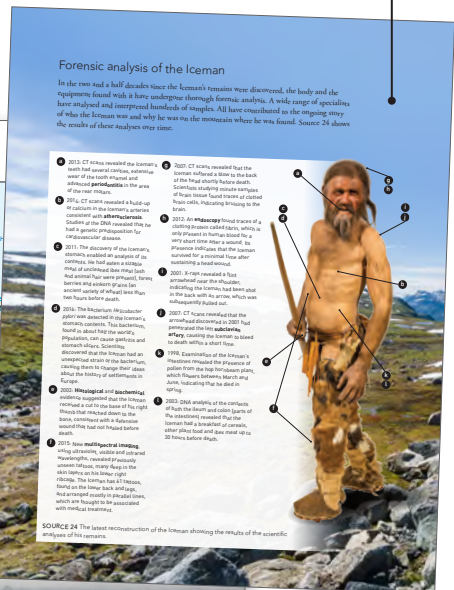 Forensic analysis of the Iceman
In the two and a half decades since the Iceman's remains were discovered, the body and the
equipment found with it have undergone thorough forensic analysis. A wide range of specialists
have analysed and interpreted hundreds of samples. All have contributed to the ongoing story
of who the Iceman was and why he was on the mountain where he was found. Source 24 shows
the results of these analyses over time.
a 2013: CT scans revealed the Iceman's
teeth had several cavities, extensive
wear of the tooth enamel and
advanced periodontitis in the area
of the rear molars.
b 2014: CT scans revealed a build-up
of calcium in the Iceman's arteries
consistent with atherosclerosis.
Studies of the DNA revealed that he
had a genetic predisposition for
cardiovascular disease.
c 2011: The discovery of the Iceman's
stomach enabled an analysis of its
contents. He had eaten a sizable
meal of uncleaned ibex meat (with
and animal hair were present), forest
berries and einkorn grains (an
ancient variety of wheat) less than
two hours before death.
d 2016: The bacterium Helicobacter
pylori was detected in the Iceman's
stomach contents. This bacterium,
found in about half the world's
population, can cause gastritis and
stomach ulcers. Scientists
discovered that the Iceman had an
unexpected strain of the bacterium,
causing them to change their ideas
about the history of settlements in
Europe.
e 2003: Histological and biochemical
evidence suggested that the Iceman
received a cut to the base of his right
thumb that reached down to the
bone, consistent with a defensive
wound that had not healed before
death.
f 2015: New multispectral imaging,
using ultraviolet, visible and infrared
wavelengths, revealed previously
unseen tattoos, many deep in the
skin layers on his lower right
ribcage. The Iceman has 61 tattoos,
found on the lower back and legs,
and arranged mostly in parallel lines,
which are thought to be associated
with medical treatment.
g 2007: CT scans revealed that the
Iceman suffered a blow to the back
of the head shortly before death.
Scientists studying minute samples
of brain tissue found traces of clotted
brain cells, indicating bruising to the
brain.
h 2012: An endoscopy found traces of a
clotting protein called fibrin, which is
only present in human blood for a
very short time after a wound. Its
presence indicates that the Iceman
survived for a minimal time after
sustaining a head wound.
i 2001: X-rays revealed a flint
arrowhead near the shoulder,
indicating the Iceman had been shot
in the back with an arrow, which was
subsequently pulled out.
j 2007: CT scans revealed that the
arrowhead discovered in 2001 had
penetrated the left subclavian
artery, causing the Iceman to bleed
to death within a short time.
k 1998: Examination of the Iceman's
intestines revealed the presence of
pollen from the hop hornbeam plant,
which flowers between March and
June, indicating that he died in
spring.
l 2002: DNA analysis of the contents
of both the ileum and colon (parts of
the intestines) revealed that the
Iceman had a breakfast of cereals,
other plant food and ibex meat up to
30 hours before death.
a
g
h
c
d
i
j
b
e
k
l
f
SOURCE 24 The latest reconstruction of the Iceman showing the results of the scientific
analyses of his remains.